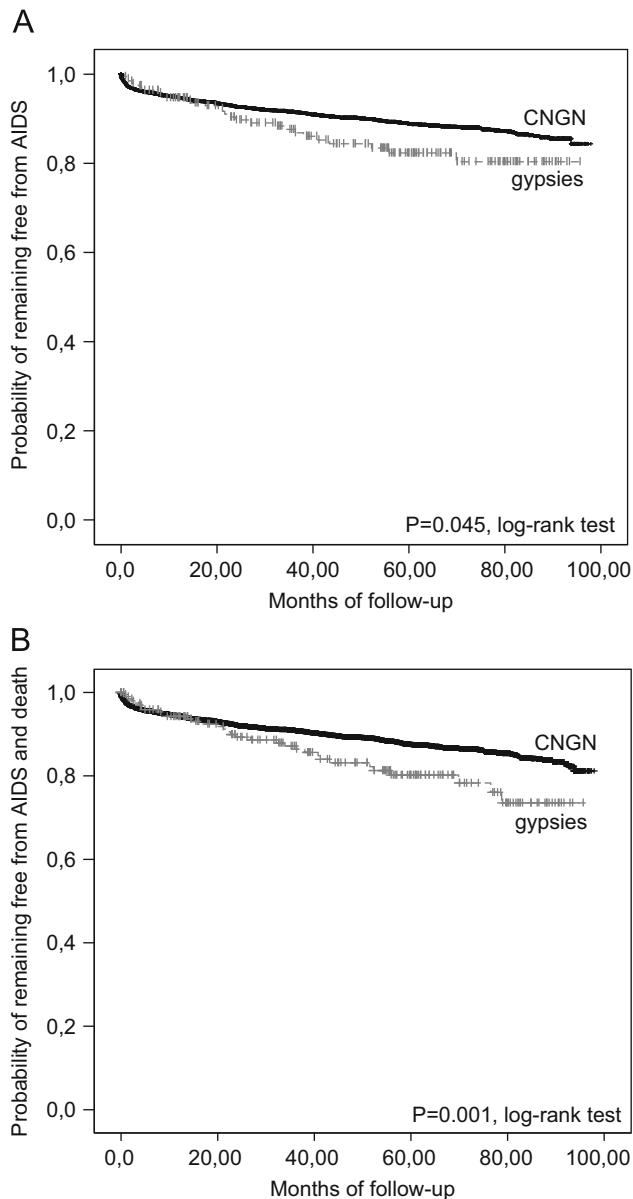 A
Probability of remaining free from AIDS
1,0
0,8
0,6
0,4
0,2
0,0
CNGN
gypsies
P=0.045, log-rank test
0,0 20,00 40,00 60,00 80,00 100,00
Months of follow-up
B
Probability of remaining free from AIDS and death
1,0
0,8
0,6
0,4
0,2
0,0
CNGN
gypsies
P=0.001, log-rank test
0,0 20,00 40,00 60,00 80,00 100,00
Months of follow-up